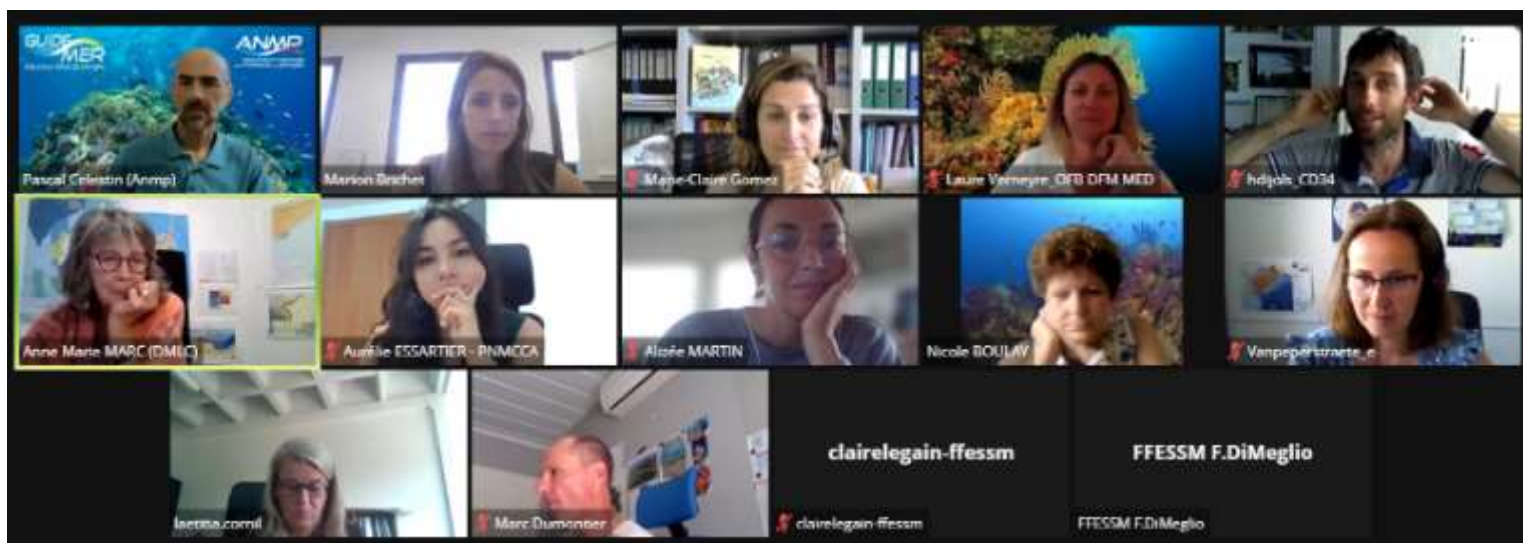 GUIDE
MER
ANMP
Pascal Celestin (Anmp)
Marion Brichet
Marie-Claire Gomez
Laure Verneyre_OFB DFM MED
hdijols_CD34
Anne Marie MARC (DMLC)
Aurélie ESSARTIER - PNMCCA
Alizée MARTIN
Nicole BOULAY
Vanpeperstraete_e
laetitia.cornil
Marc Dumontier
clairelegain-ffessm
clairelegain-ffessm
FFESSM F.DiMeglio
FFESSM F.DiMeglio